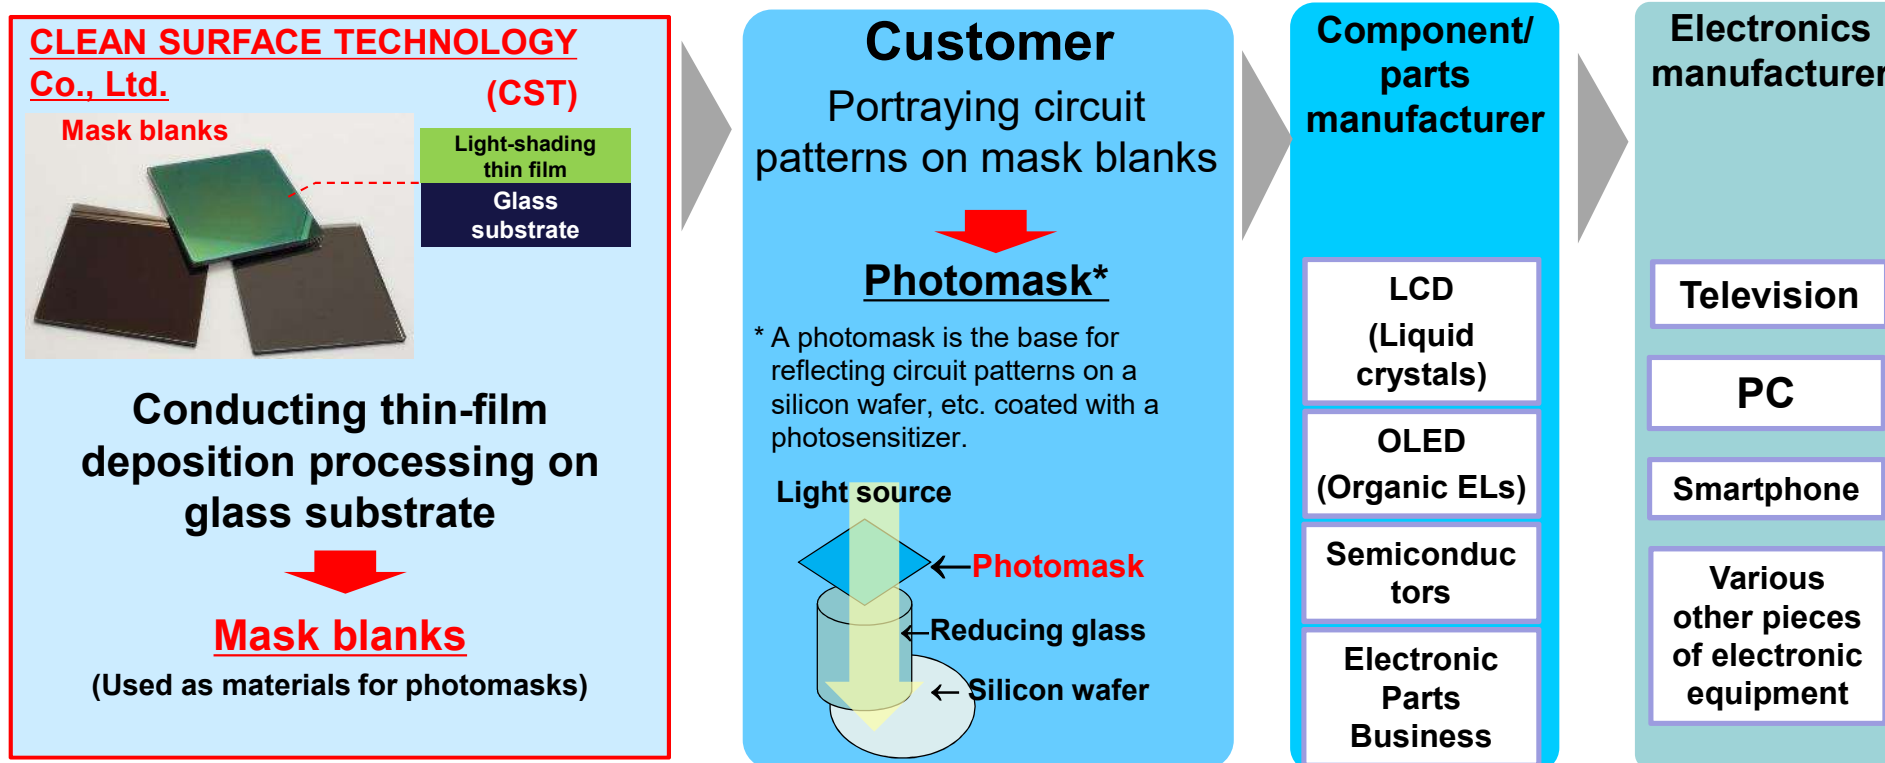 CLEAN SURFACE TECHNOLOGY
Co., Ltd.
(CST)
Mask blanks
Light-shading
thin film
Glass
substrate
Conducting thin-film
deposition processing on
glass substrate
Mask blanks
(Used as materials for photomasks)
Customer
Portraying circuit
patterns on mask blanks
Photomask*
* A photomask is the base for
reflecting circuit patterns on a
silicon wafer, etc. coated with a
photosensitizer.
Light source
←Photomask
←Reducing glass
← Silicon wafer
Component/
parts
manufacturer
LCD
(Liquid
crystals)
OLED
(Organic ELs)
Semiconduc
tors
Electronic
Parts
Business
Electronics
manufacturer
Television
PC
Smartphone
Various
other pieces
of electronic
equipment